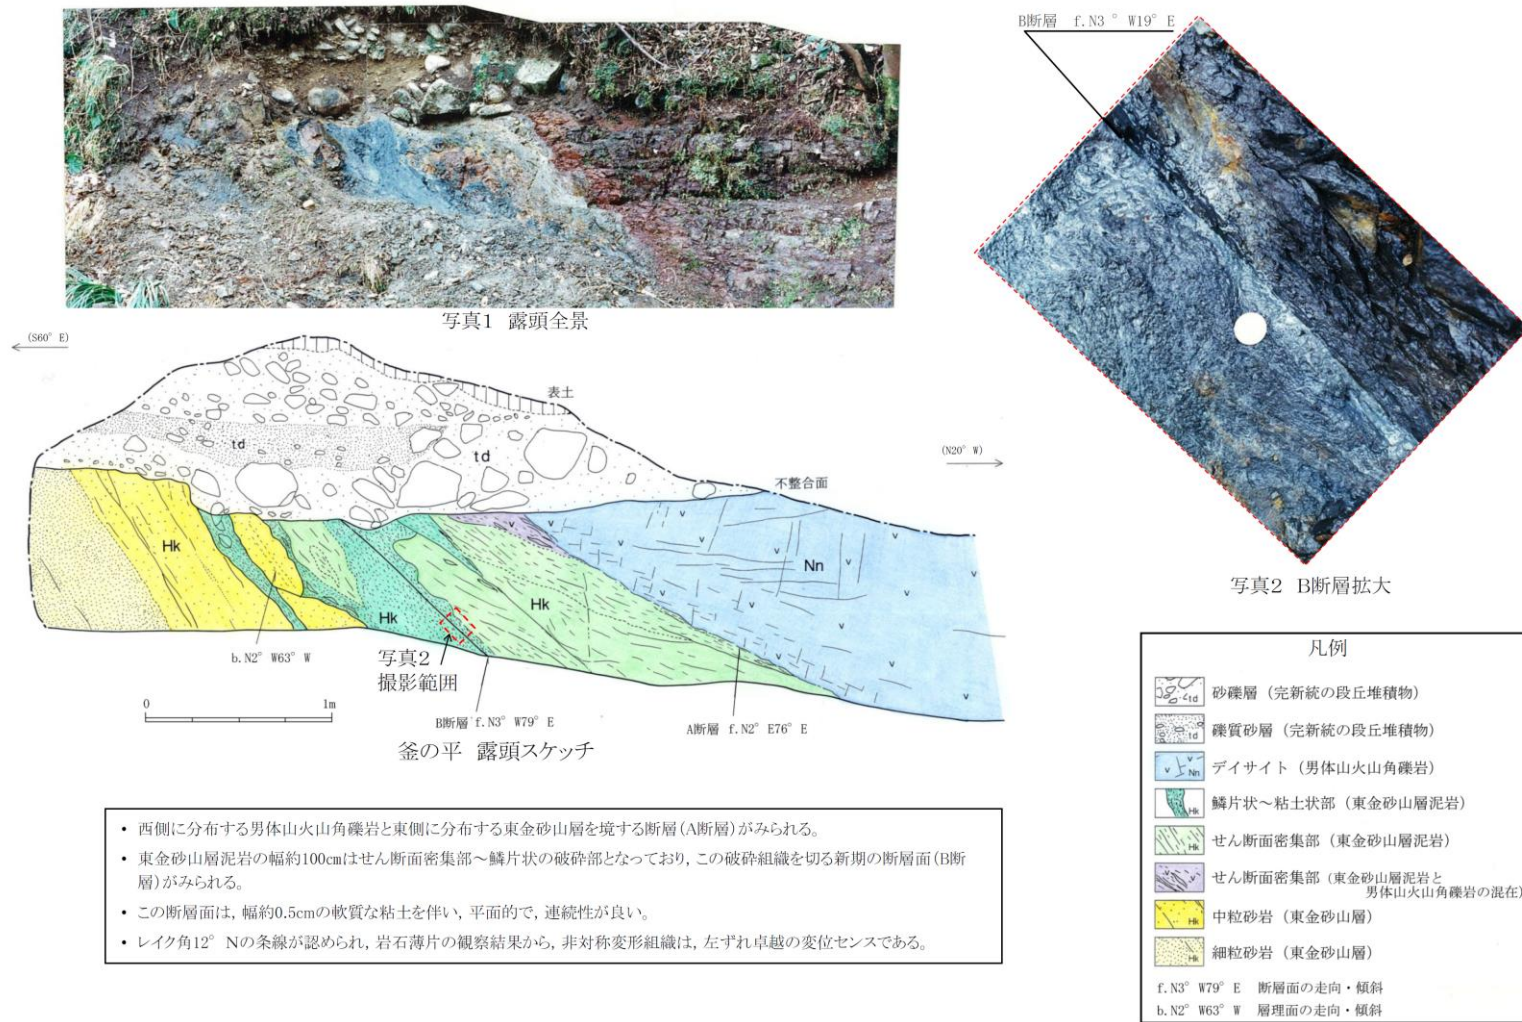 B断層 f.N3°W19°E
写真1 露頭全景
(S60°E)
表土
td
td
(N20°W)
不整合面
Hk
Nn
Hk
Hk
v
b.N2°W63°W
写真2
撮影範囲
0 1m
B断層 f.N3°W79°E
A断層 f.N2°E76°E
釜の平 露頭スケッチ
写真2 B断層拡大
・ 西側に分布する男体山火山角礫岩と東側に分布する東金砂山層を境する断層(A断層)がみられる。
・ 東金砂山層泥岩の幅約100cmはせん断面密集部～鱗片状の破砕部となっており，この破砕組織を切る新期の断層面(B断
層)がみられる。
・ この断層面は，幅約0.5cmの軟質な粘土を伴い，平面的で，連続性が良い。
・ レイク角12°Nの条線が認められ，岩石薄片の観察結果から，非対称変形組織は，左ずれ卓越の変位センスである。
凡例
td 砂礫層（完新統の段丘堆積物）
td 礫質砂層（完新統の段丘堆積物）
v Nn デイサイト（男体山火山角礫岩）
Hk 鱗片状～粘土状部（東金砂山層泥岩）
Hk せん断面密集部（東金砂山層泥岩）
せん断面密集部（東金砂山層泥岩と
男体山火山角礫岩の混在)
Hk 中粒砂岩（東金砂山層）
Hk 細粒砂岩（東金砂山層）
f.N3°W79°E 断層面の走向・傾斜
b.N2°W63°W 層理面の走向・傾斜